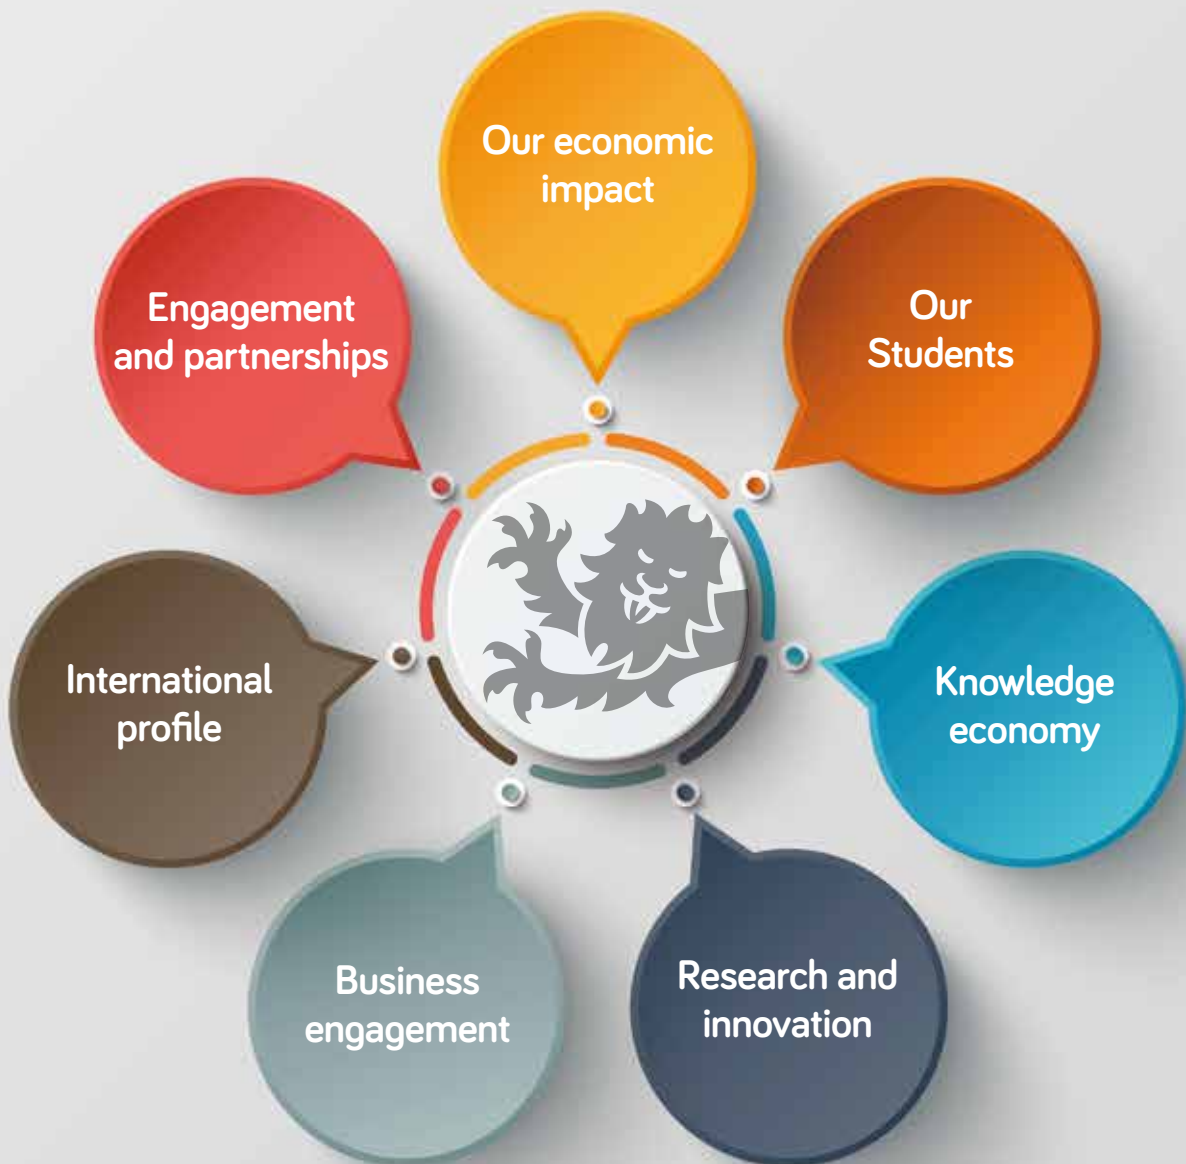 Our economic
impact
Our
Students
Knowledge
economy
Research and
innovation
Business
engagement
International
profile
Engagement
and partnerships